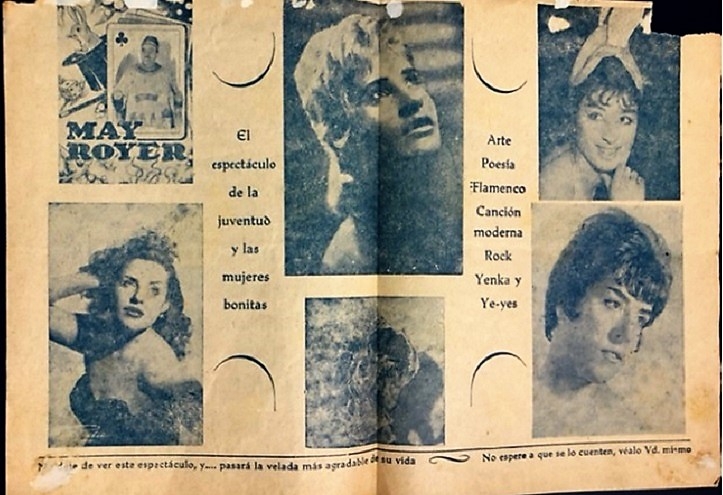 MAY
ROYER
El
espectáculo
de la
juventud
y las
mujeres
bonitas
Arte
Poesía
Flamenco
Canción
moderna
Rock
Yenka y
Ye-yes
de ver este espectáculo, y.... pasará la velada más agradable de su vida
No espere a que se lo cuenten, véalo Vd. mismo